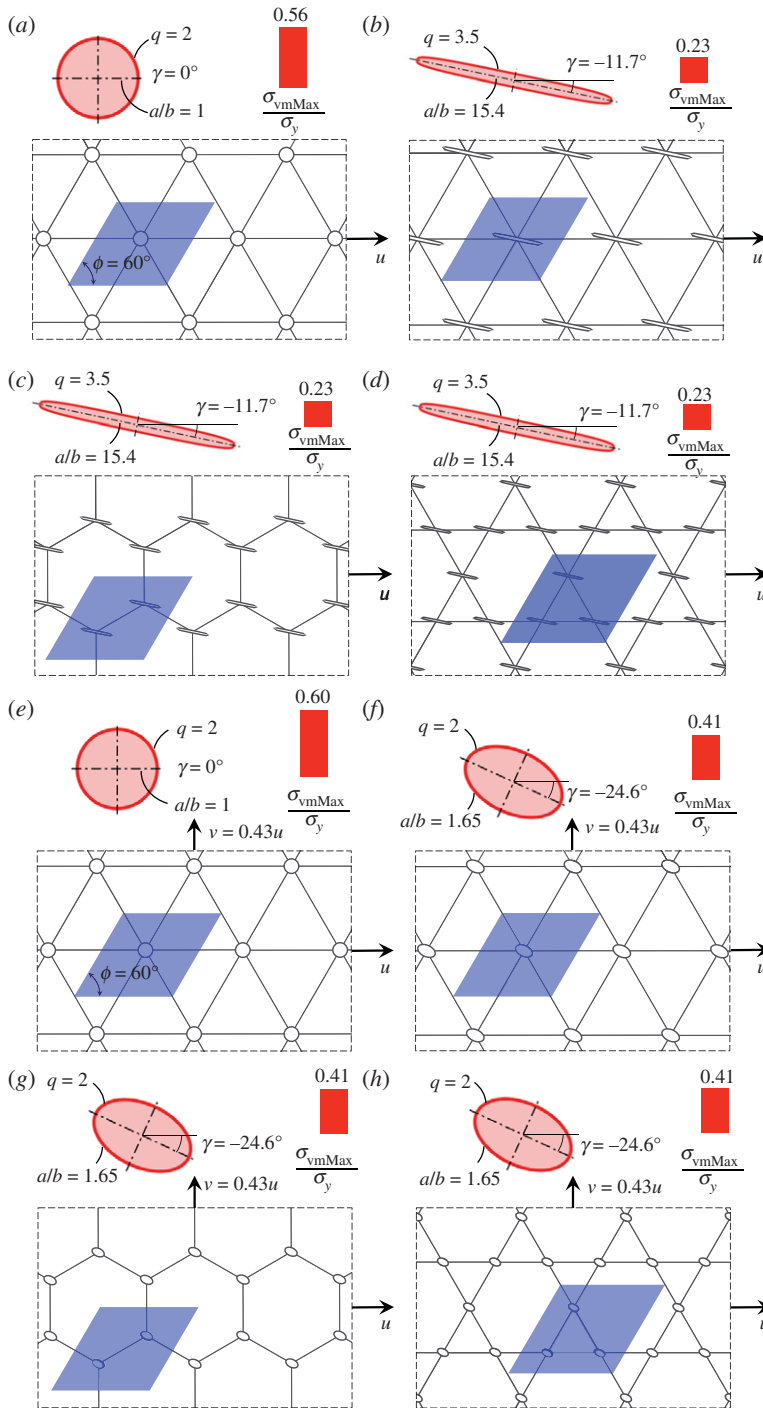 (a)
q = 2
γ = 0°
a/b = 1
0.56
σvmMax
σy
ϕ = 60°
u
(b)
q = 3.5
γ = –11.7°
a/b = 15.4
0.23
σvmMax
σy
u
(c)
q = 3.5
γ = –11.7°
a/b = 15.4
0.23
σvmMax
σy
u
(d)
q = 3.5
γ = –11.7°
a/b = 15.4
0.23
σvmMax
σy
u
(e)
q = 2
γ = 0°
a/b = 1
0.60
σvmMax
σy
v = 0.43u
ϕ = 60°
u
(f)
q = 2
γ = –24.6°
a/b = 1.65
0.41
σvmMax
σy
v = 0.43u
u
(g)
q = 2
γ = –24.6°
a/b = 1.65
0.41
σvmMax
σy
v = 0.43u
u
(h)
q = 2
γ = –24.6°
a/b = 1.65
0.41
σvmMax
σy
v = 0.43u
u